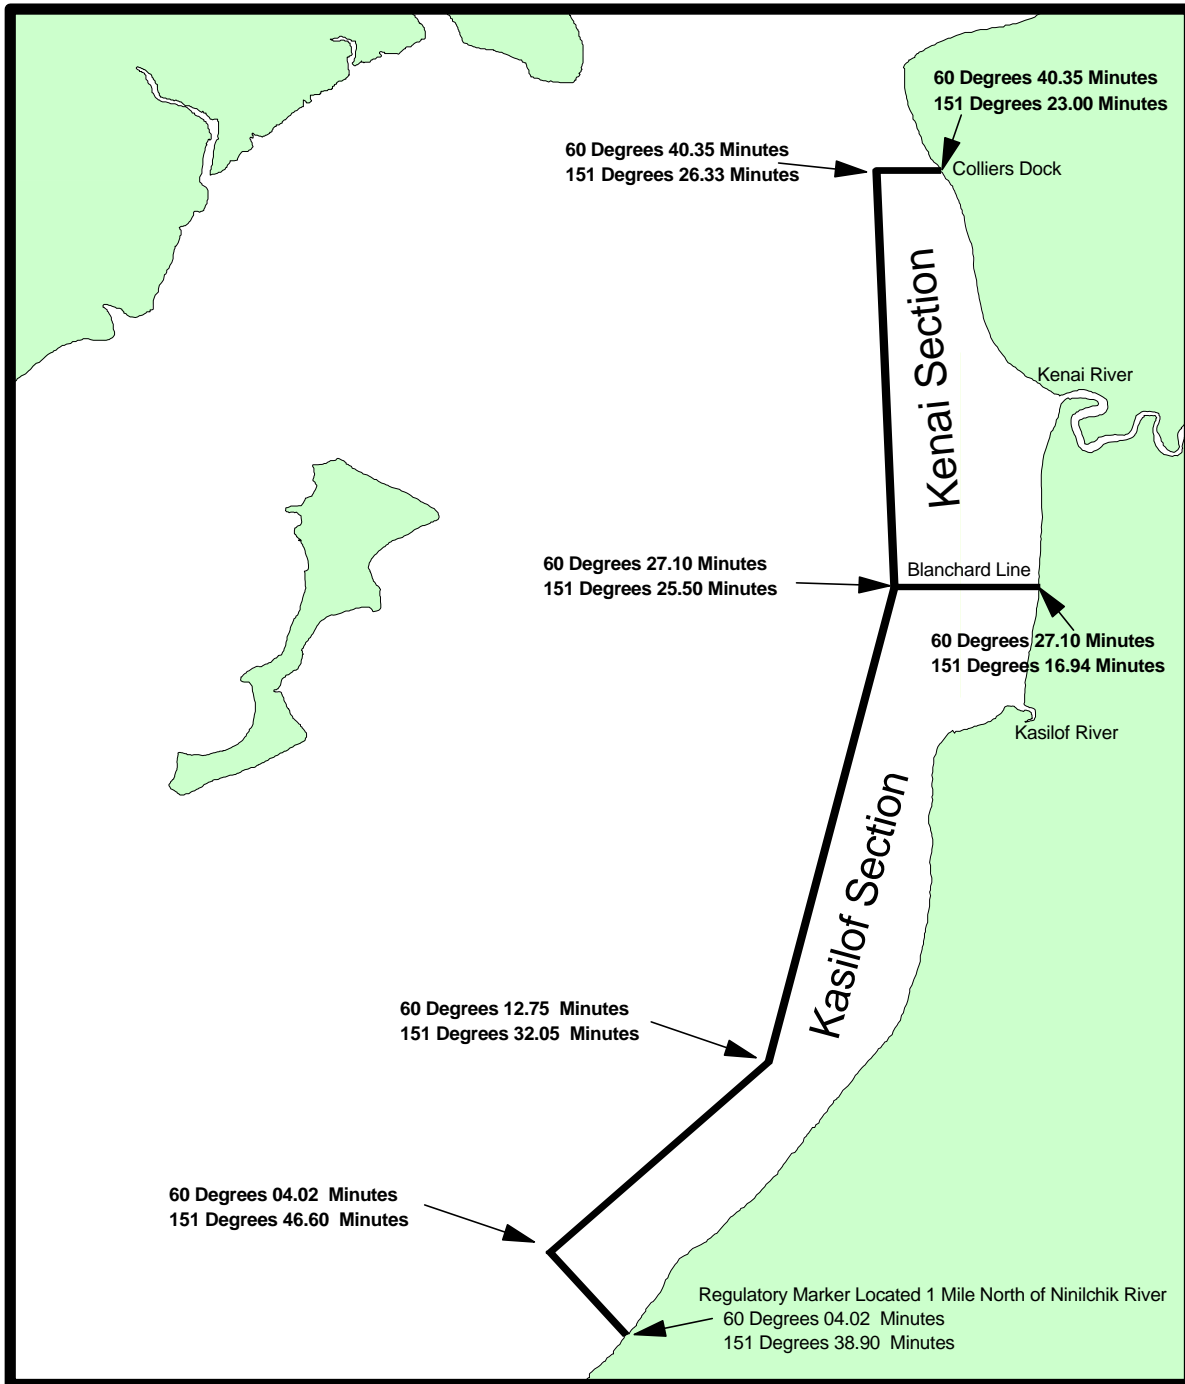 60 Degrees 40.35 Minutes
151 Degrees 23.00 Minutes
60 Degrees 40.35 Minutes
151 Degrees 26.33 Minutes
Colliers Dock
Kenai Section
Kenai River
60 Degrees 27.10 Minutes
151 Degrees 25.50 Minutes
Blanchard Line
60 Degrees 27.10 Minutes
151 Degrees 16.94 Minutes
Kasilof River
Kasilof Section
60 Degrees 12.75 Minutes
151 Degrees 32.05 Minutes
60 Degrees 04.02 Minutes
151 Degrees 46.60 Minutes
Regulatory Marker Located 1 Mile North of Ninilchik River
60 Degrees 04.02 Minutes
151 Degrees 38.90 Minutes